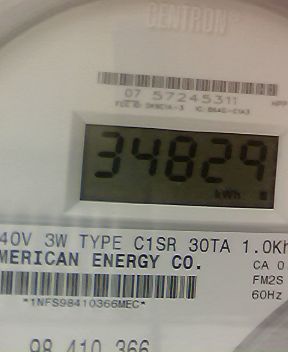 CENTRON®
07 57245311
34829
kWh
40V 3W TYPE C1SR 30TA 1.0Kh
MERICAN ENERGY CO.
CA 0
FM2S
60Hz
*1NFS98410366MEC*
98 410 366